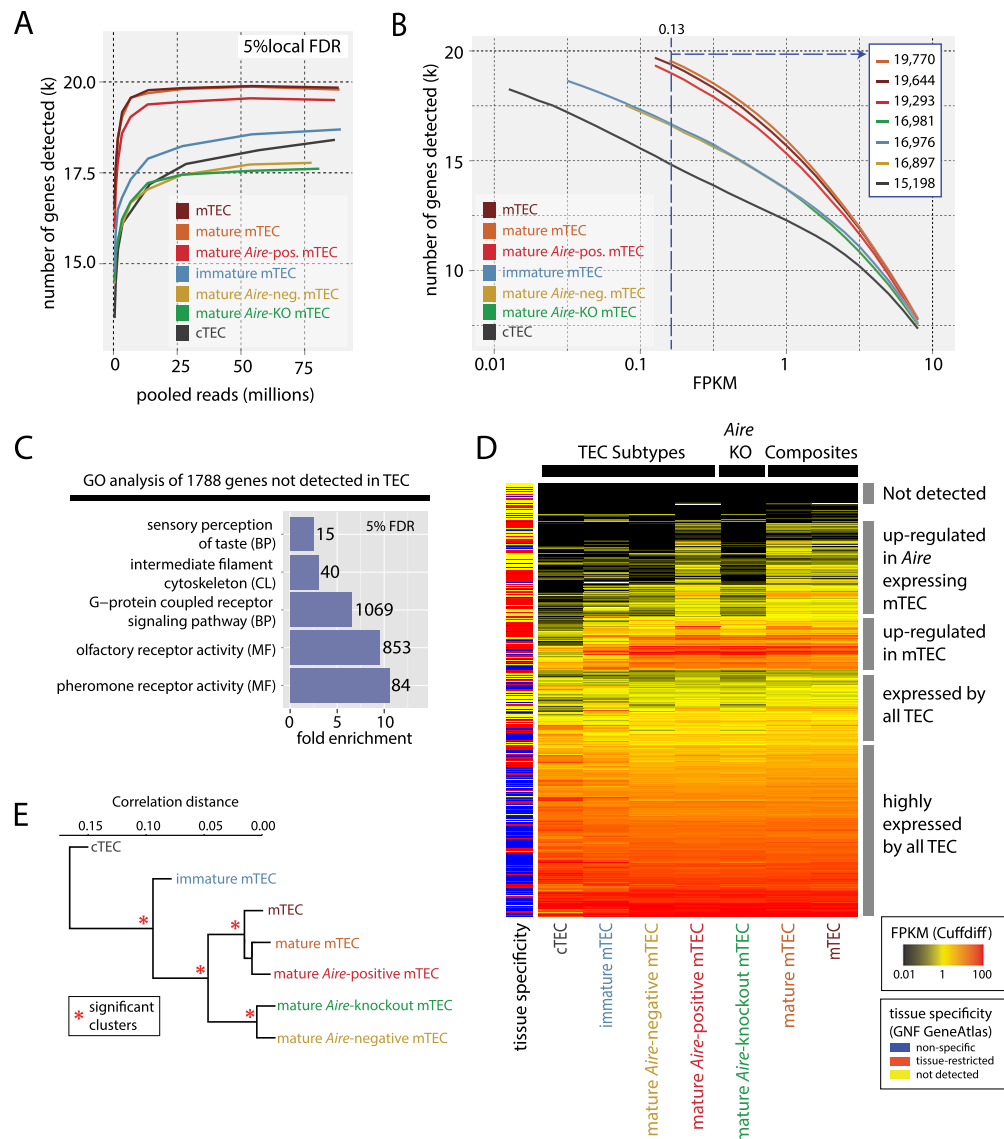 A
5%local FDR
number of genes detected (k)
20.0
17.5
15.0
mTEC
mature mTEC
mature Aire-pos. mTEC
immature mTEC
mature Aire-neg. mTEC
mature Aire-KO mTEC
cTEC
0
25
50
75
pooled reads (millions)
B
0.13
number of genes detected (k)
20
15
10
19,770
19,644
19,293
16,981
16,976
16,897
15,198
mTEC
mature mTEC
mature Aire-pos. mTEC
immature mTEC
mature Aire-neg. mTEC
mature Aire-KO mTEC
cTEC
0.01
0.1
1
10
FPKM
C
GO analysis of 1788 genes not detected in TEC
5% FDR
sensory perception
of taste (BP)
15
intermediate filament
cytoskeleton (CL)
40
G−protein coupled receptor
signaling pathway (BP)
1069
olfactory receptor activity (MF)
853
pheromone receptor activity (MF)
84
0
5
10
fold enrichment
D
TEC Subtypes
Aire
KO
Composites
Not detected
up-regulated
in Aire
expressing
mTEC
up-regulated
in mTEC
expressed by
all TEC
highly
expressed
by all TEC
tissue specificity
cTEC
immature mTEC
mature Aire-negative mTEC
mature Aire-positive mTEC
mature Aire-knockout mTEC
mature mTEC
mTEC
FPKM (Cuffdiff)
0.01
1
100
tissue specificity
(GNF GeneAtlas)
non-specific
tissue-restricted
not detected
E
Correlation distance
0.15
0.10
0.05
0.00
cTEC
immature mTEC
* mTEC
* mature mTEC
* mature Aire-positive mTEC
mature Aire-knockout mTEC
* mature Aire-negative mTEC
* significant
clusters